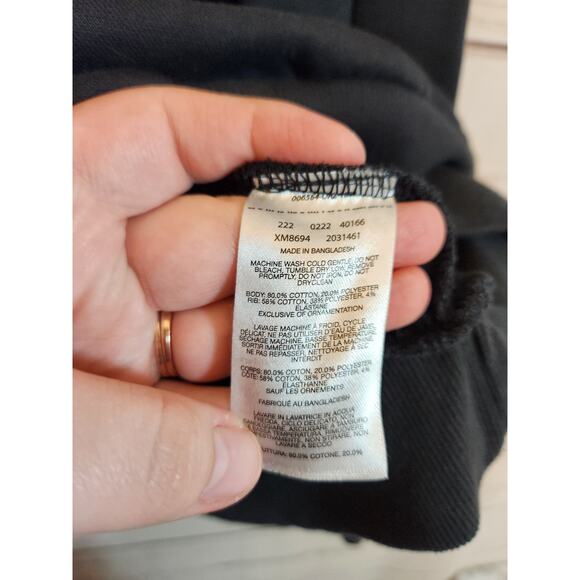 222 0222 40166
XM8694 2031461
MADE IN BANGLADESH
MACHINE WASH COLD GENTLE, DO NOT
BLEACH, TUMBLE DRY LOW, REMOVE
PROMPTLY, DO NOT IRON, DO NOT
DRYCLEAN
BODY: 80.0% COTTON, 20.0% POLYESTER
RIB: 58% COTTON, 38% POLYESTER, 4%
ELASTANE
EXCLUSIVE OF ORNAMENTATION
LAVAGE MACHINE À FROID, CYCLE
DÉLICAT, NE PAS UTILISER D'EAU DE JAVEL,
SÉCHAGE MACHINE, BASSE TEMPÉRATURE,
SORTIR IMMÉDIATEMENT DE LA MACHINE,
NE PAS REPASSER, NETTOYAGE À SEC
INTERDIT
CORPS: 80.0% COTON, 20.0% POLYESTER
CÔTE: 58% COTON, 38% POLYESTER, 4%
ÉLASTHANNE
SAUF LES ORNEMENTS
FABRIQUÉ AU BANGLADESH
LAVARE IN LAVATRICE IN ACQUA
FREDDA, CICLO DELICATO, NON
CANDEGGIARE, ASCIUGARE A TAMBURO
BASSA TEMPERATURA, RIMUOVERE
NON STIRARE, NON
LAVARE A SECCO
80.0% COTONE, 20.0%